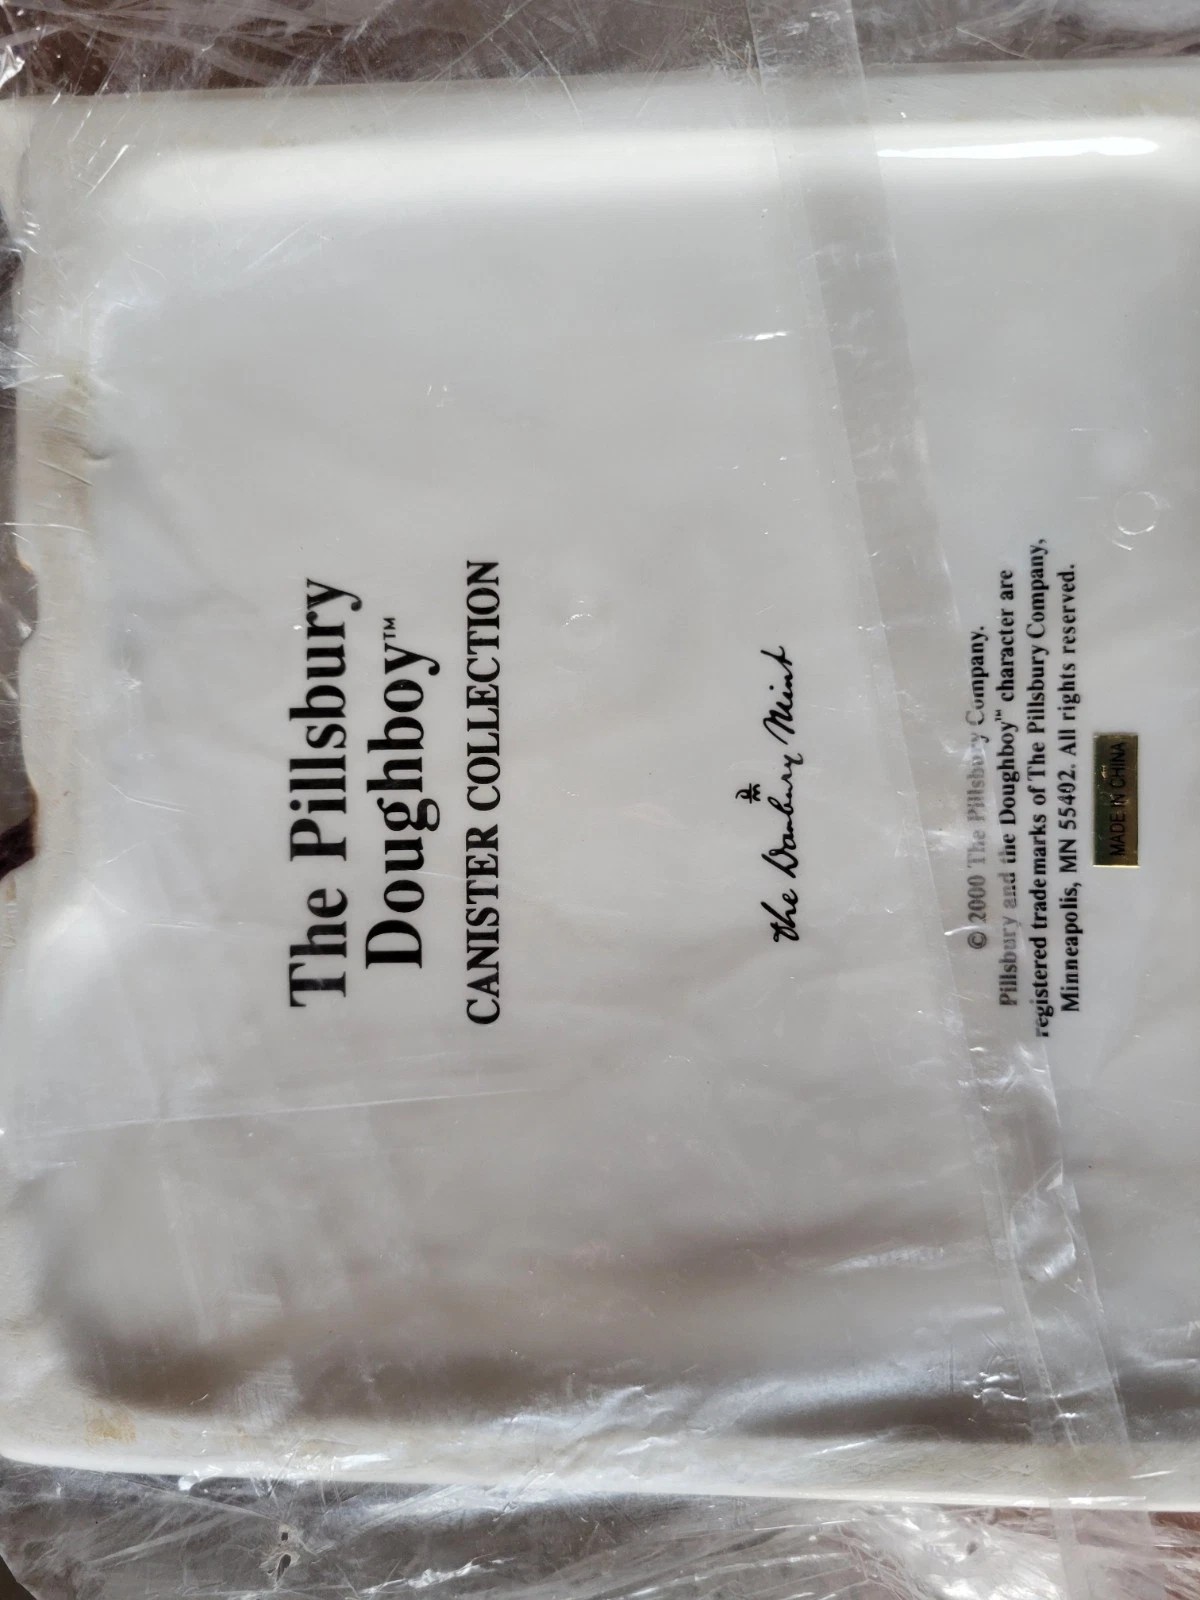 The Pillsbury
Doughboy™
CANISTER COLLECTION
DM
The Danbury Mint
© 2000 The Pillsbury Company.
Pillsbury and the Doughboy™ character are
registered trademarks of The Pillsbury Company,
Minneapolis, MN 55402. All rights reserved.
MADE IN CHINA